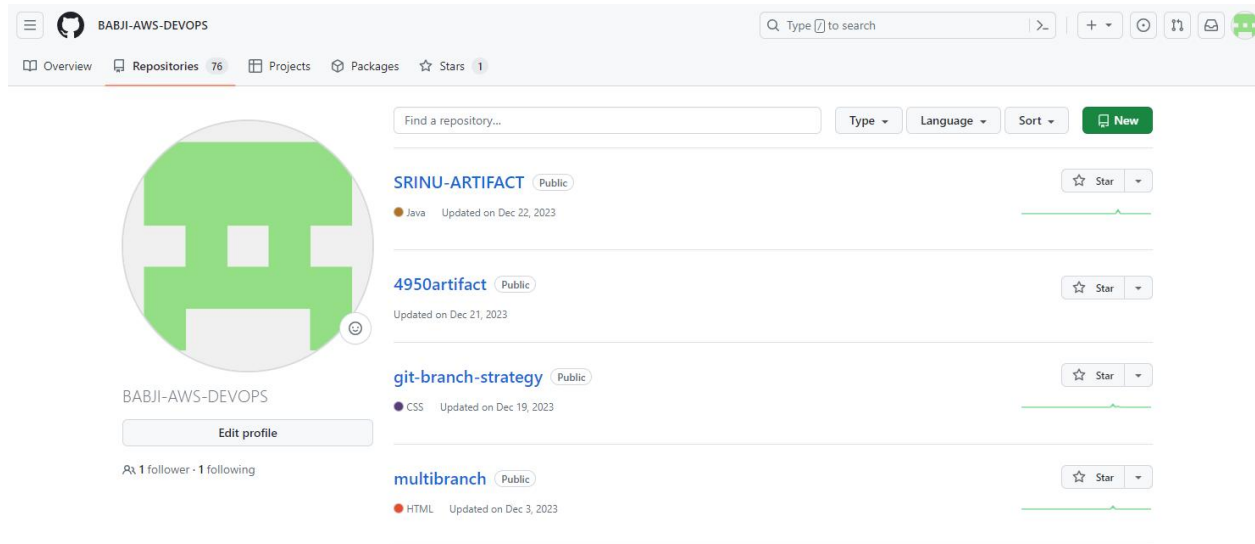 BABJI-AWS-DEVOPS
Type / to search
Overview Repositories 76 Projects Packages Stars 1
Find a repository... Type Language Sort New
SRINU-ARTIFACT Public Star
Java Updated on Dec 22, 2023
4950artifact Public Star
Updated on Dec 21, 2023
git-branch-strategy Public Star
CSS Updated on Dec 19, 2023
multibranch Public Star
HTML Updated on Dec 3, 2023
BABJI-AWS-DEVOPS
Edit profile
1 follower · 1 following